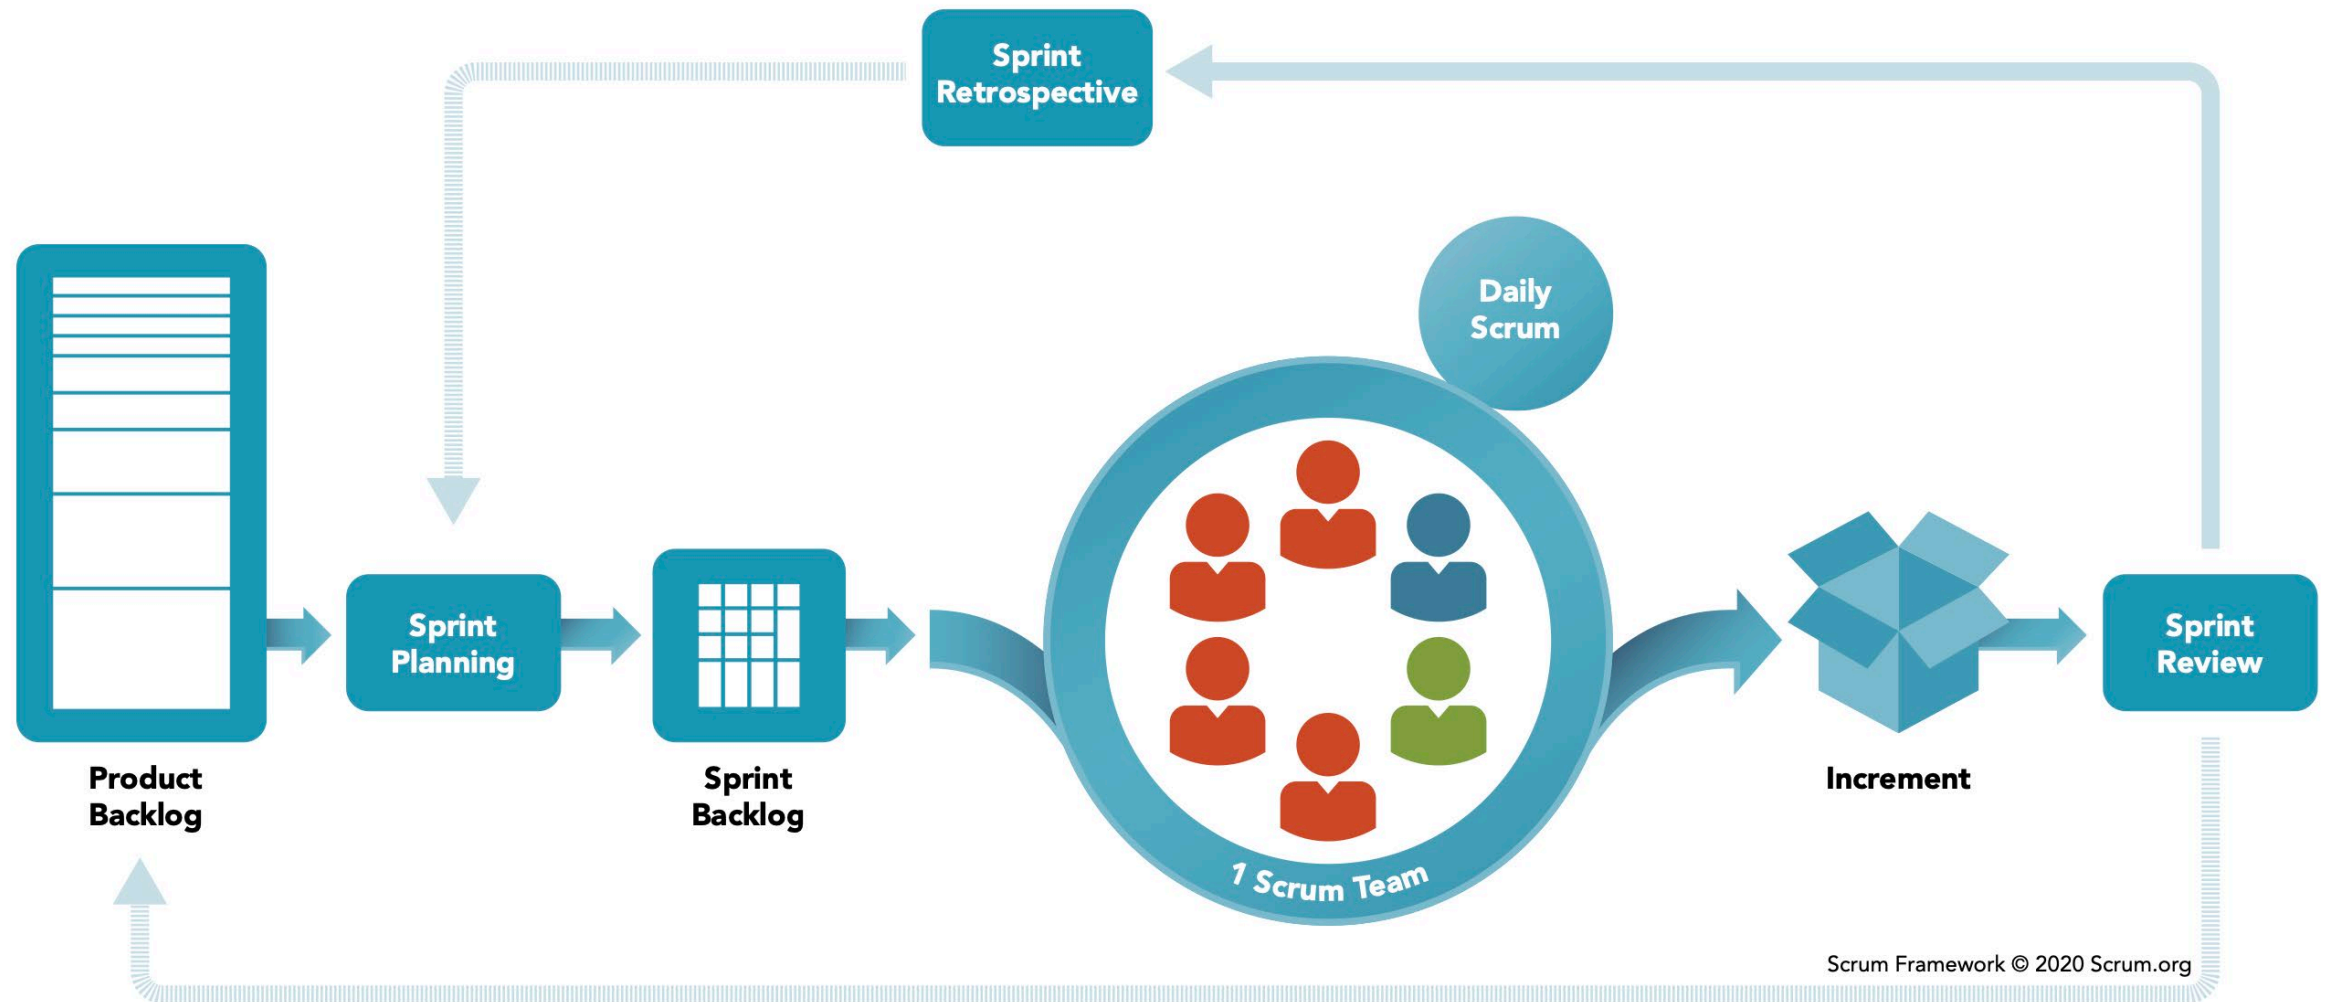 Sprint
Retrospective
Daily
Scrum
Sprint
Planning
Sprint
Review
Product
Backlog
Sprint
Backlog
Increment
1 Scrum Team
Scrum Framework © 2020 Scrum.org